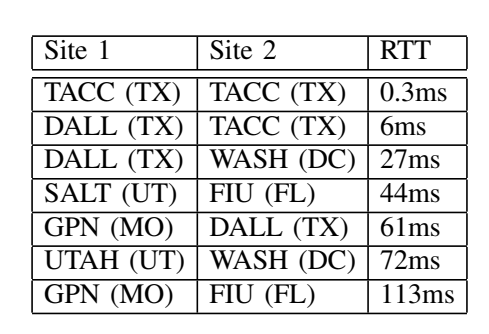 Site 1 Site 2 RTT
TACC (TX) TACC (TX) 0.3ms
DALL (TX) TACC (TX) 6ms
DALL (TX) WASH (DC) 27ms
SALT (UT) FIU (FL) 44ms
GPN (MO) DALL (TX) 61ms
UTAH (UT) WASH (DC) 72ms
GPN (MO) FIU (FL) 113ms